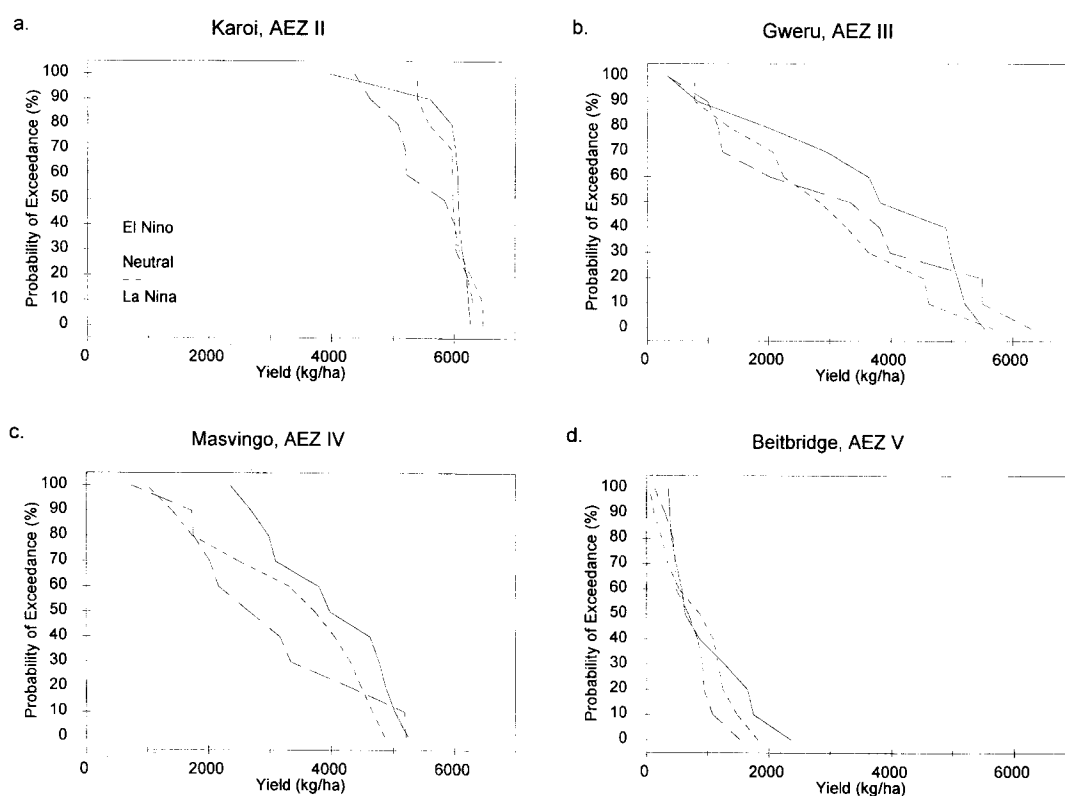 a.
Karoi, AEZ II
Probability of Exceedance (%)
100
90
80
70
60
50
40
30
20
10
0
El Nino
Neutral
La Nina
0 2000 4000 6000
Yield (kg/ha)
b.
Gweru, AEZ III
Probability of Exceedance (%)
100
90
80
70
60
50
40
30
20
10
0
0 2000 4000 6000
Yield (kg/ha)
c.
Masvingo, AEZ IV
Probability of Exceedance (%)
100
90
80
70
60
50
40
30
20
10
0
0 2000 4000 6000
Yield (kg/ha)
d.
Beitbridge, AEZ V
Probability of Exceedance (%)
100
90
80
70
60
50
40
30
20
10
0
0 2000 4000 6000
Yield (kg/ha)